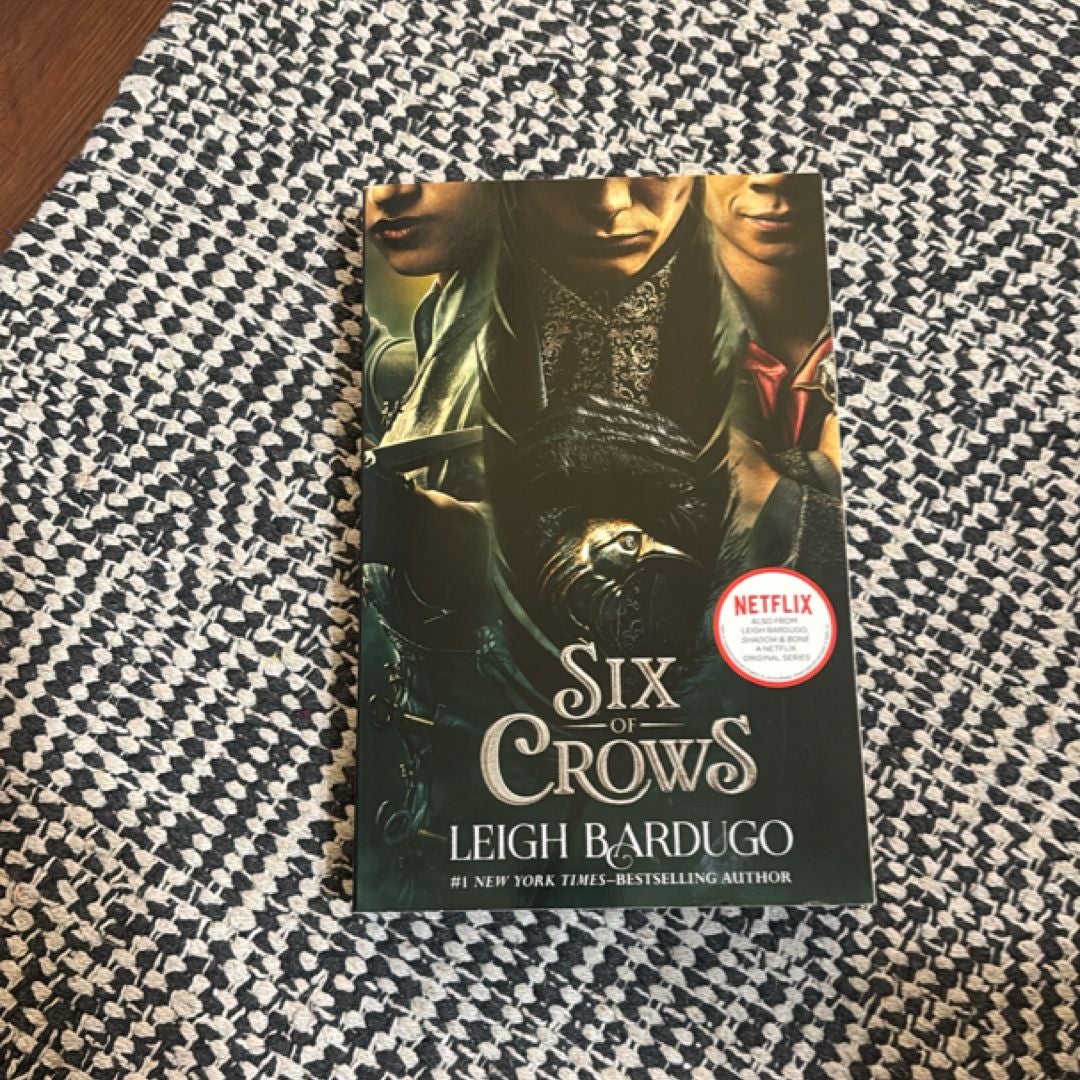 NETFLIX
ALSO FROM
LEIGH BARDUGO,
SHADOW & BONE
A NETFLIX
ORIGINAL SERIES
SIX
OF
CROWS
LEIGH BARDUGO
#1 NEW YORK TIMES–BESTSELLING AUTHOR